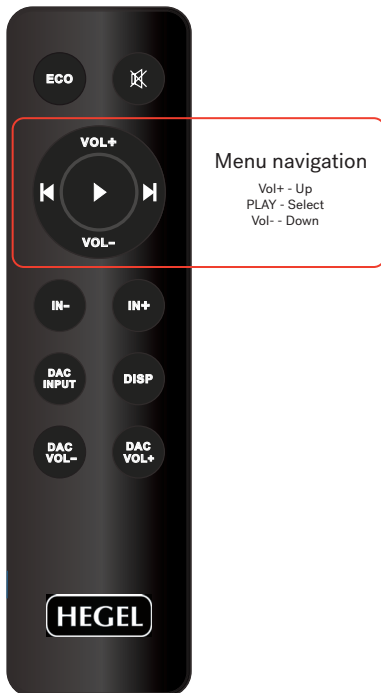 ECO
VOL+
VOL–
Menu navigation
Vol+ - Up
PLAY - Select
Vol- - Down
IN–
IN+
DAC
INPUT
DISP
DAC
VOL–
DAC
VOL+
HEGEL